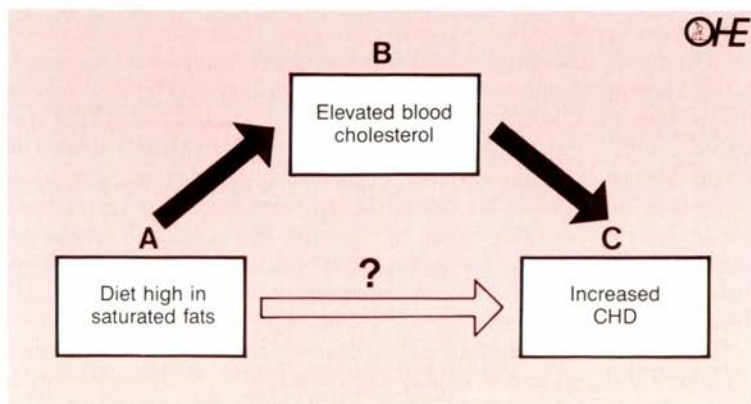 OHE
B
Elevated blood
cholesterol
A
C
Diet high in
saturated fats
?
Increased
CHD